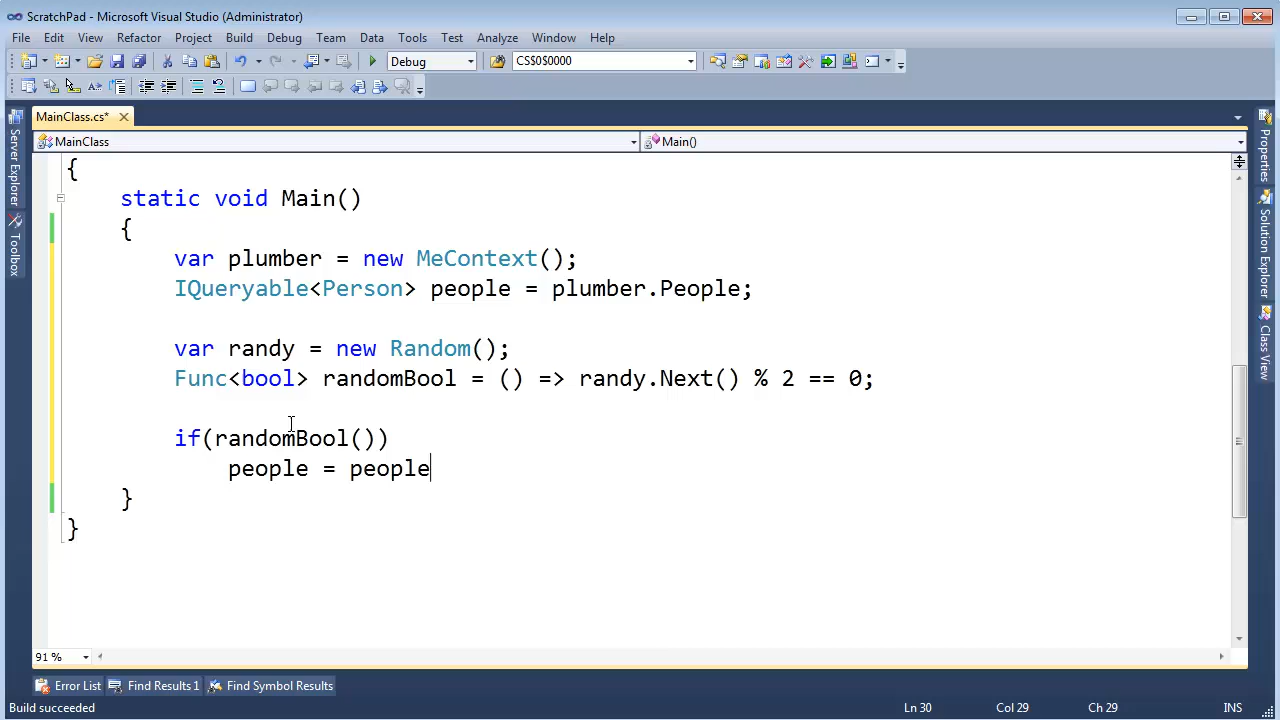 ScratchPad - Microsoft Visual Studio (Administrator)
File Edit View Refactor Project Build Debug Team Data Tools Test Analyze Window Help
Debug CS$0$0000
MainClass.cs*
MainClass Main()
{
static void Main()
{
var plumber = new MeContext();
IQueryable<Person> people = plumber.People;
var randy = new Random();
Func<bool> randomBool = () => randy.Next() % 2 == 0;
if(randomBool())
people = people
}
}
91 %
Server Explorer
Toolbox
Properties
Solution Explorer
Class View
Error List Find Results 1 Find Symbol Results
Build succeeded Ln 30 Col 29 Ch 29 INS